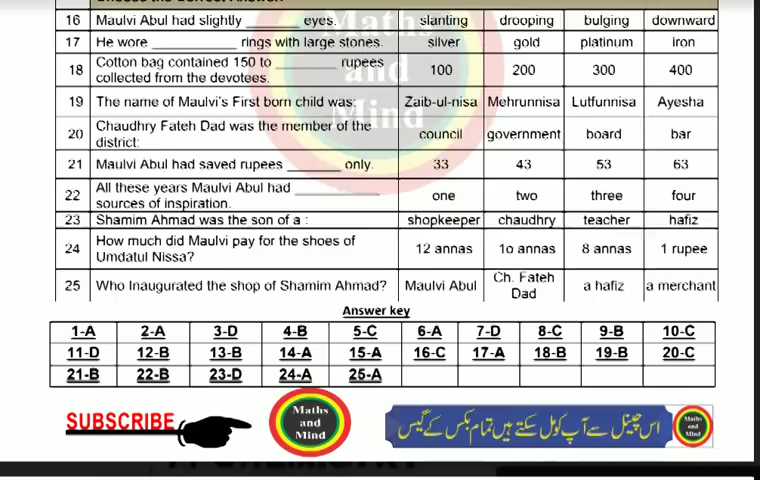 16 Maulvi Abul had slightly ______ eyes. slanting drooping bulging downward
17 He wore _________ rings with large stones. silver gold platinum iron
18 Cotton bag contained 150 to _______ rupees collected from the devotees. 100 200 300 400
19 The name of Maulvi's First born child was: Zaib-ul-nisa Mehrunnisa Lutfunnisa Ayesha
20 Chaudhry Fateh Dad was the member of the district: council government board bar
21 Maulvi Abul had saved rupees ______ only. 33 43 53 63
22 All these years Maulvi Abul had _________ sources of inspiration. one two three four
23 Shamim Ahmad was the son of a : shopkeeper chaudhry teacher hafiz
24 How much did Maulvi pay for the shoes of Umdatul Nissa? 12 annas 1o annas 8 annas 1 rupee
25 Who Inaugurated the shop of Shamim Ahmad? Maulvi Abul Ch. Fateh Dad a hafiz a merchant
Answer key
1-A 2-A 3-D 4-B 5-C 6-A 7-D 8-C 9-B 10-C
11-D 12-B 13-B 14-A 15-A 16-C 17-A 18-B 19-B 20-C
21-B 22-B 23-D 24-A 25-A
SUBSCRIBE
Maths
and
Mind
اس چینل سے آپ کو مل سکتے ہیں تمام بکس کے گیس
Maths
and
Mind
Maths
and
Mind